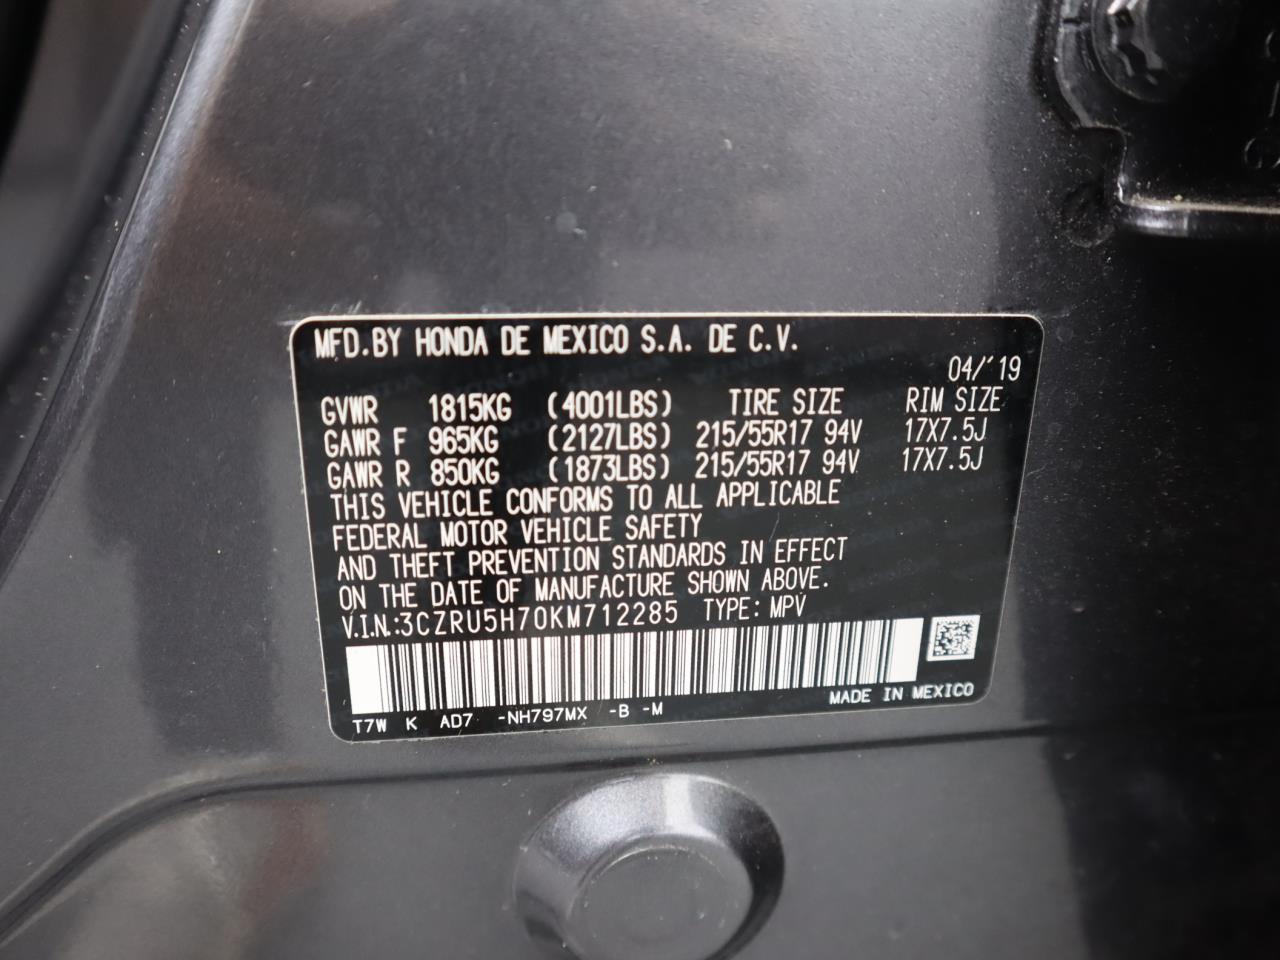 MFD.BY HONDA DE MEXICO S.A. DE C.V.
04/'19
GVWR 1815KG (4001LBS) TIRE SIZE RIM SIZE
GAWR F 965KG (2127LBS) 215/55R17 94V 17X7.5J
GAWR R 850KG (1873LBS) 215/55R17 94V 17X7.5J
THIS VEHICLE CONFORMS TO ALL APPLICABLE
FEDERAL MOTOR VEHICLE SAFETY
AND THEFT PREVENTION STANDARDS IN EFFECT
ON THE DATE OF MANUFACTURE SHOWN ABOVE.
V.I.N.:3CZRU5H70KM712285 TYPE: MPV
MADE IN MEXICO
T7W K AD7 -NH797MX -B -M